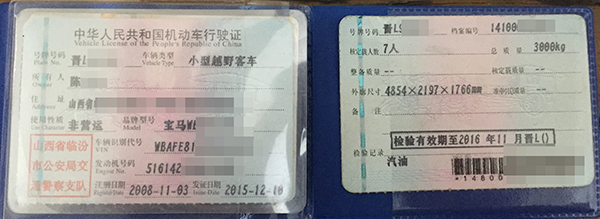 中华人民共和国机动车行驶证
Vehicle License of the People's Republic of China
号牌号码 晋L 车辆类型 小型越野客车
Plate No. Vehicle Type
所有人 陈
Owner
住址 山西省
Address
使用性质 非营运 品牌型号 宝马W
Use Character Model
山西省临汾市公安局交通警察支队
车辆识别代号 WBAFE81
VIN
发动机号码 516142
Engine No.
注册日期 2008-11-03 发证日期 2015-12-10
Register Date Issue Date
号牌号码 晋L 档案编号 14100
核定载人数 7人 总质量 3000kg
整备质量 -- 核定载质量 --
外廓尺寸 4854×2197×1766 准牵引总质量 --
备注
检验有效期至2016年11月晋L()
检验记录
汽油
*14800